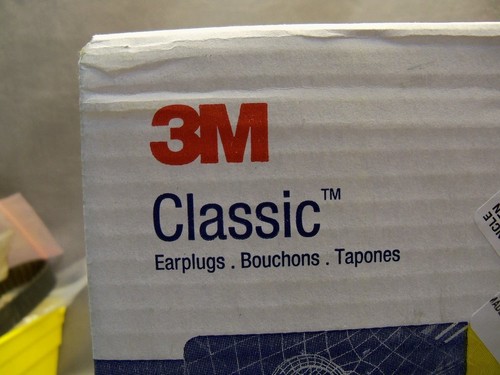 3M
Classic™
Earplugs . Bouchons . Tapones